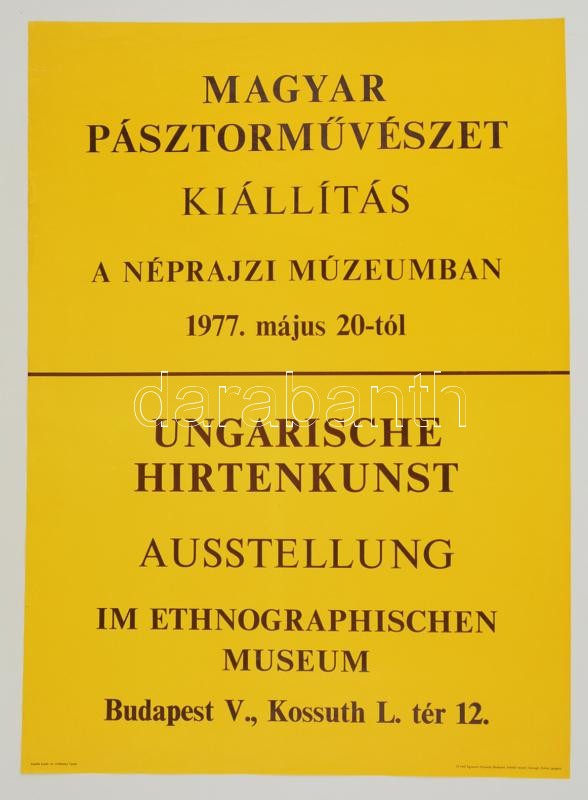 MAGYAR
PÁSZTORMŰVÉSZET
KIÁLLÍTÁS
A NÉPRAJZI MÚZEUMBAN
1977. május 20-tól
darabanth
UNGARISCHE
HIRTENKUNST
AUSSTELLUNG
IM ETHNOGRAPHISCHEN
MUSEUM
Budapest V., Kossuth L. tér 12.